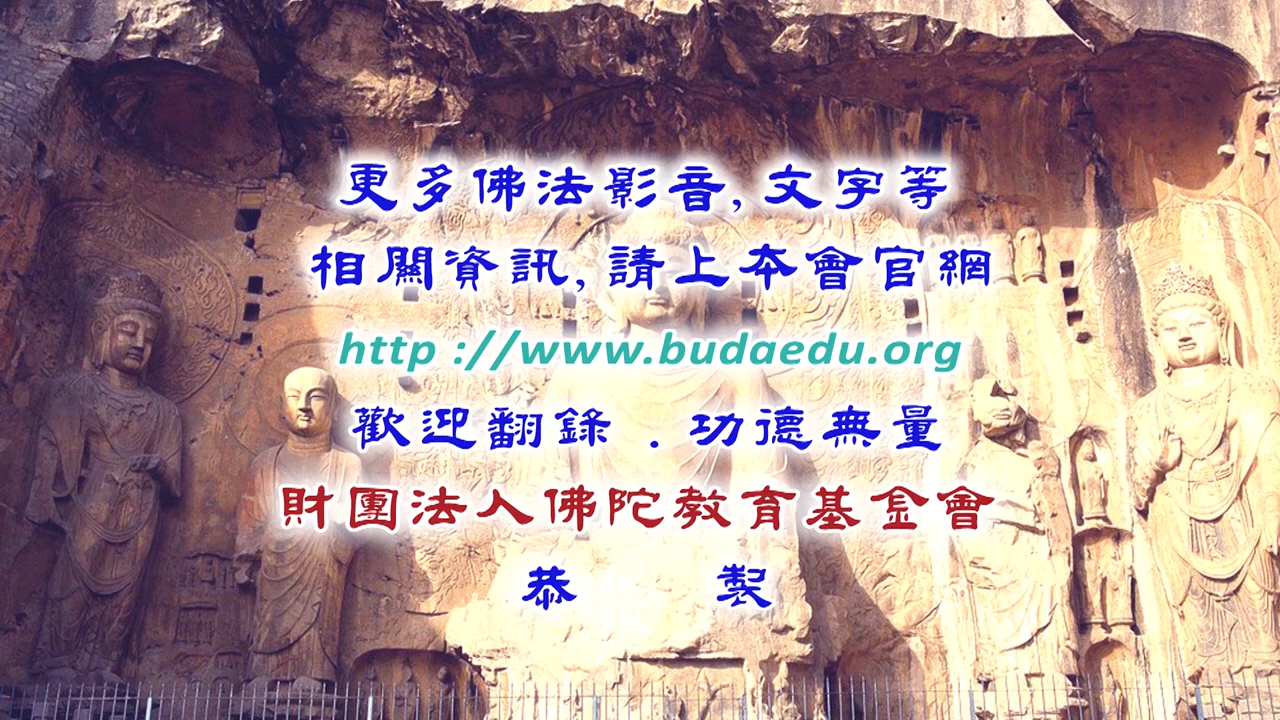 更多佛法影音,文字等
相關資訊,請上本會官網
http ://www.budaedu.org
歡迎翻錄 . 功德無量
財團法人佛陀教育基金會
恭 製